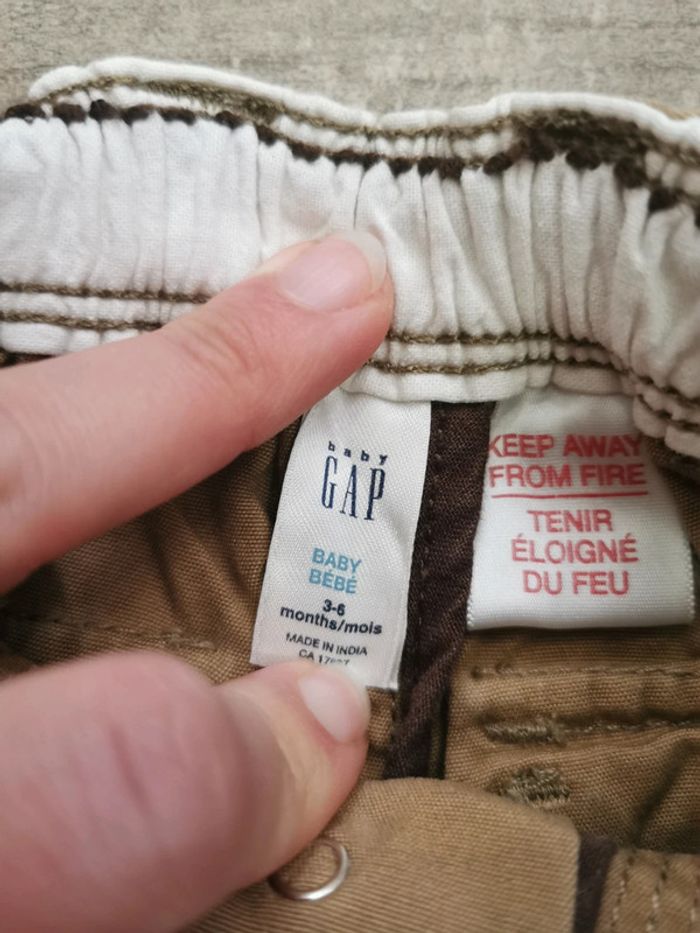 baby
GAP
BABY
BÉBÉ
3-6
months/mois
MADE IN INDIA
CA
KEEP AWAY
FROM FIRE
TENIR
ÉLOIGNÉ
DU FEU